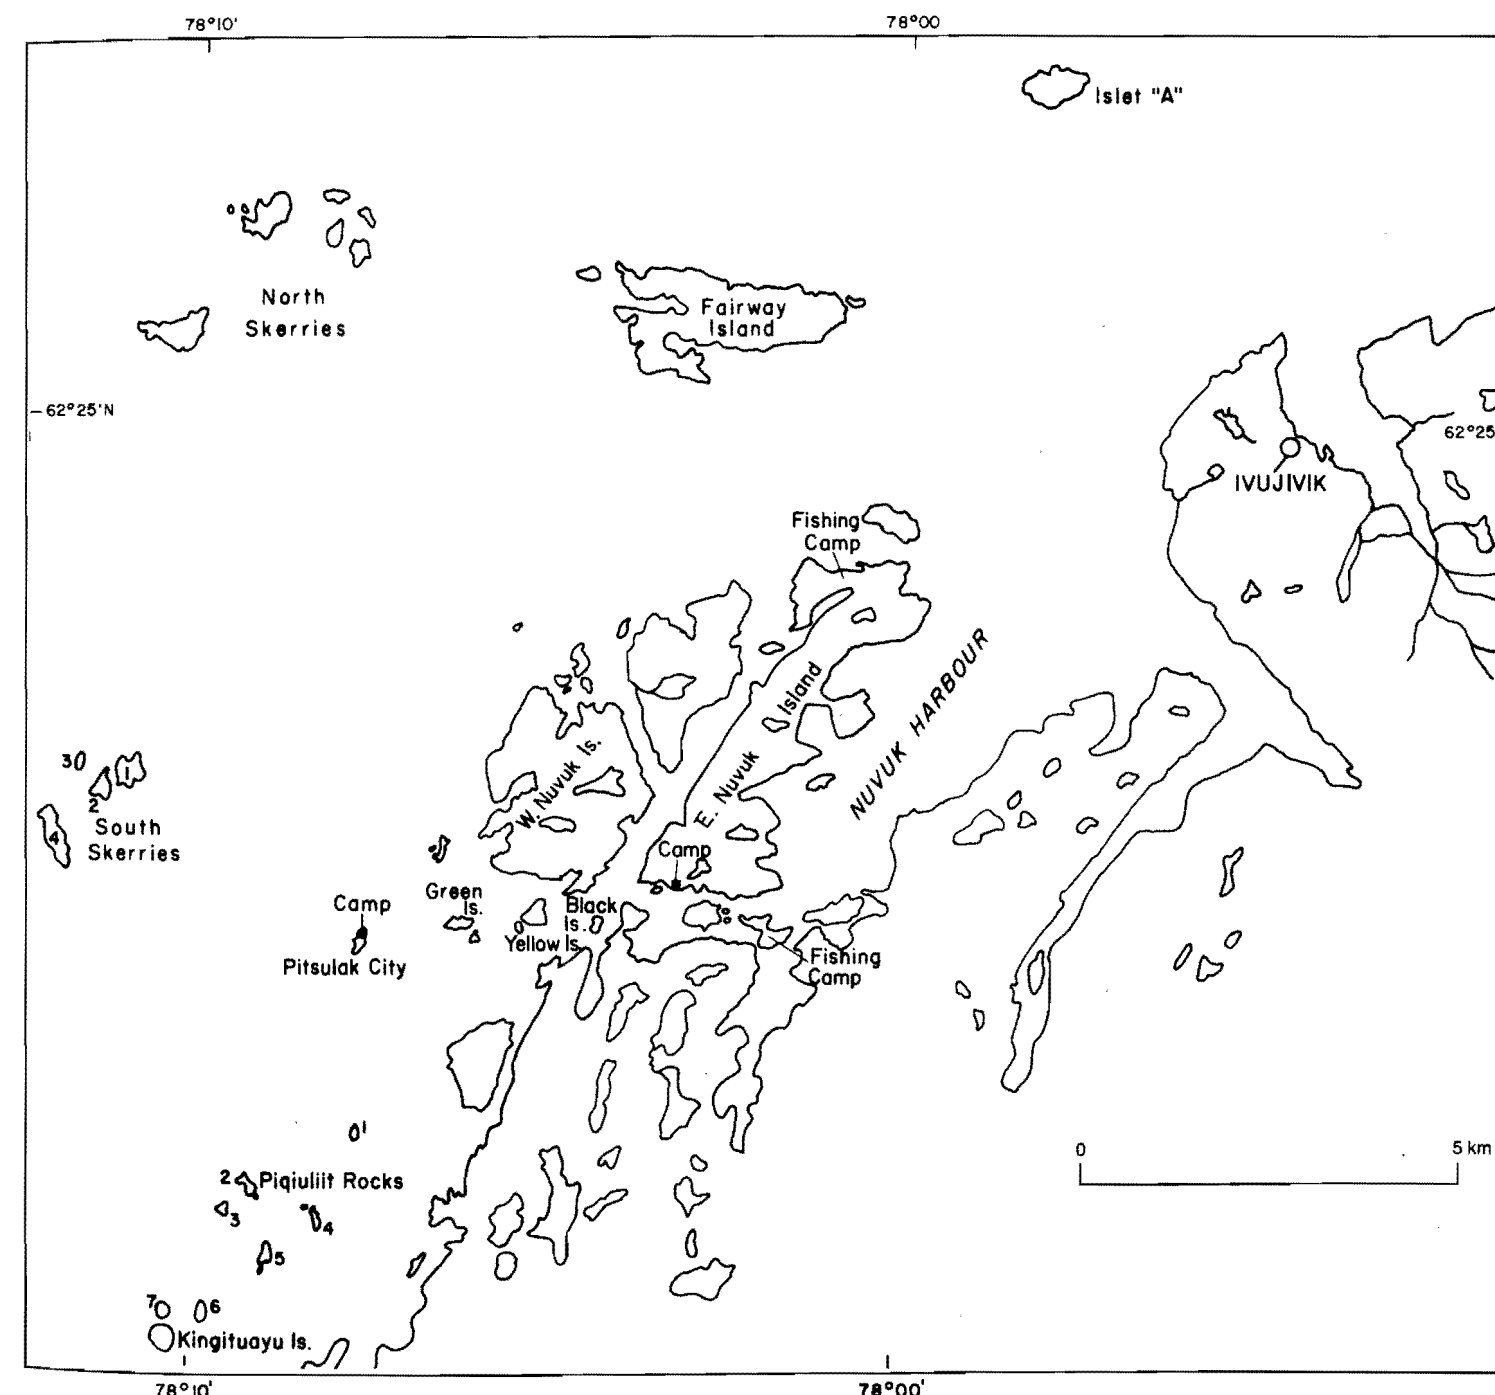 78°10'
78°00
Islet "A"
North
Skerries
Fairway
Island
62°25'N
62°25
IVUJIVIK
Fishing
Camp
NUVUK HARBOUR
W. Nuvuk Is.
E. Nuvuk Island
3
1
2
4
South
Skerries
Camp
Green
Is.
Black
Is.
Yellow Is.
Camp
Pitsulak City
Fishing
Camp
1
2
Piqiuliit Rocks
3
4
5
7
6
Kingituayu Is.
0
5 km
78°10'
78°00'